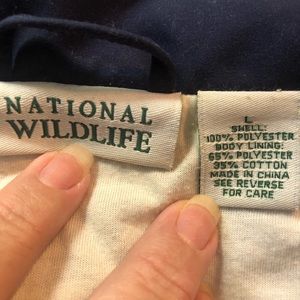 NATIONAL
WILDLIFE
L
SHELL:
100% POLYESTER
BODY LINING:
65% POLYESTER
35% COTTON
MADE IN CHINA
SEE REVERSE
FOR CARE